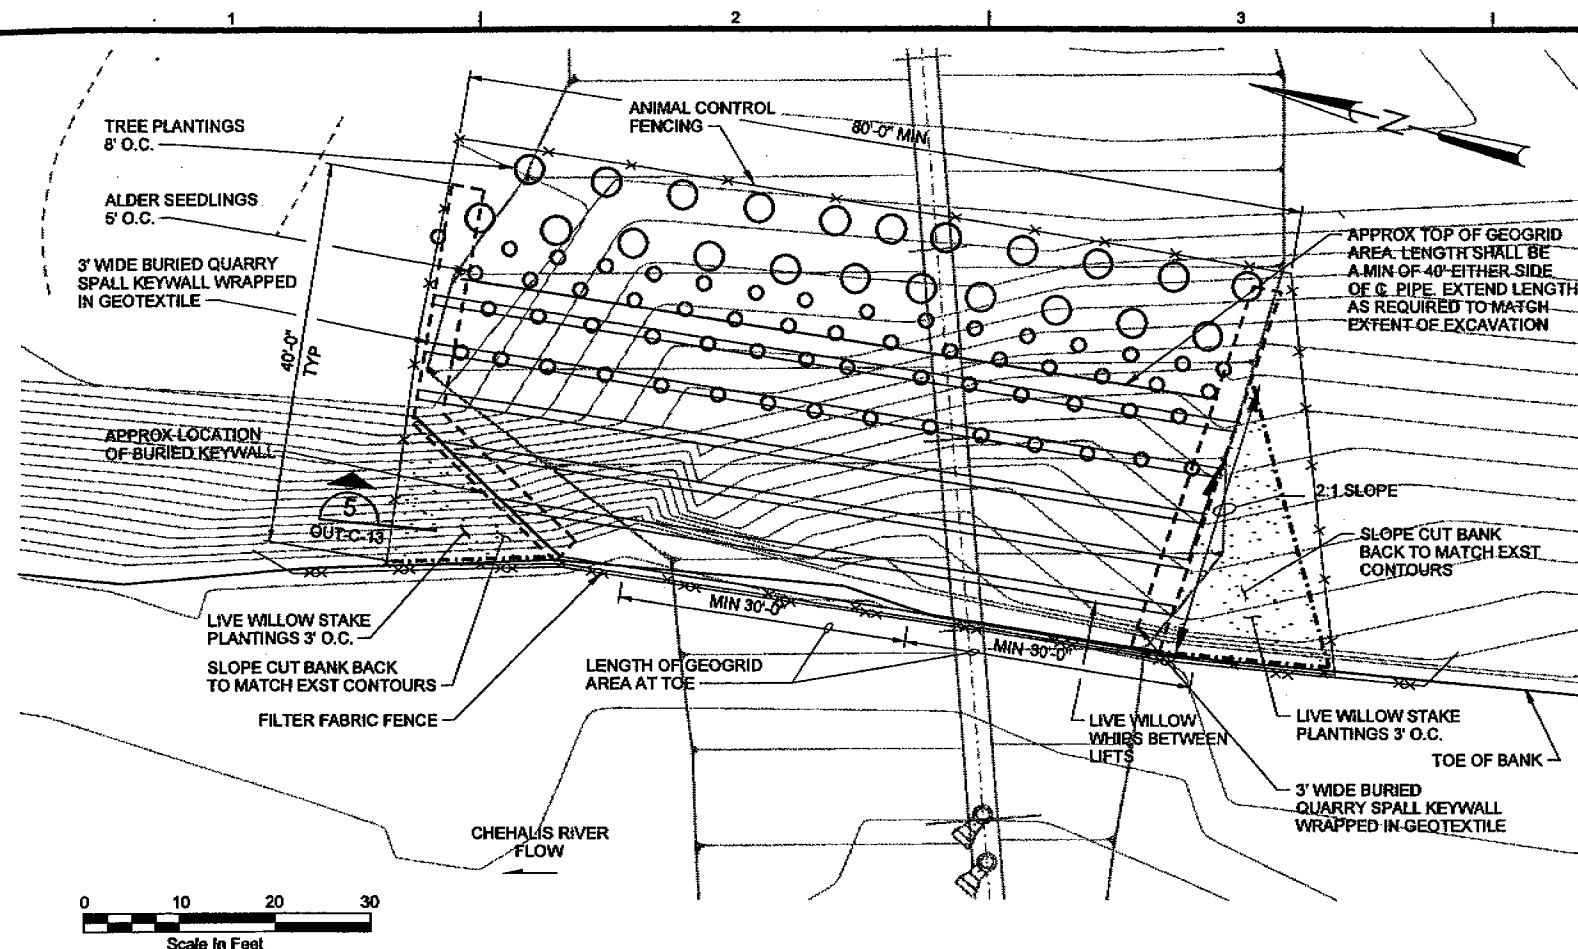 1
2
3
TREE PLANTINGS
8' O.C.
ANIMAL CONTROL
FENCING
80'-0" MIN
N
ALDER SEEDLINGS
5' O.C.
3' WIDE BURIED QUARRY
SPALL KEYWALL WRAPPED
IN GEOTEXTILE
APPROX TOP OF GEOGRID
AREA. LENGTH SHALL BE
A MIN OF 40' EITHER SIDE
OF ℄ PIPE. EXTEND LENGTH
AS REQUIRED TO MATCH
EXTENT OF EXCAVATION
40'-0"
TYP
APPROX LOCATION
OF BURIED KEYWALL
5
OUT-C-13
2:1 SLOPE
SLOPE CUT BANK
BACK TO MATCH EXST
CONTOURS
LIVE WILLOW STAKE
PLANTINGS 3' O.C.
SLOPE CUT BANK BACK
TO MATCH EXST CONTOURS
FILTER FABRIC FENCE
MIN 30'-0"
MIN 30'-0"
LENGTH OF GEOGRID
AREA AT TOE
LIVE WILLOW
WHIPS BETWEEN
LIFTS
LIVE WILLOW STAKE
PLANTINGS 3' O.C.
TOE OF BANK
3' WIDE BURIED
QUARRY SPALL KEYWALL
WRAPPED IN GEOTEXTILE
CHEHALIS RIVER
FLOW
0 10 20 30
Scale In Feet